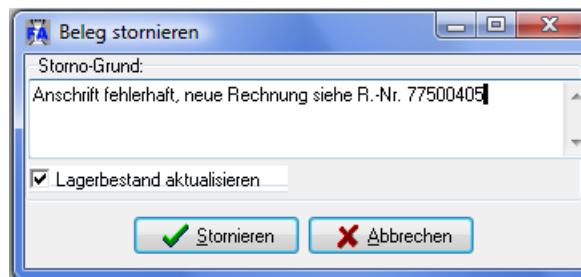 FA Beleg stornieren
Storno-Grund:
Anschrift fehlerhaft, neue Rechnung siehe R.-Nr. 77500405
Lagerbestand aktualisieren
Stornieren Abbrechen